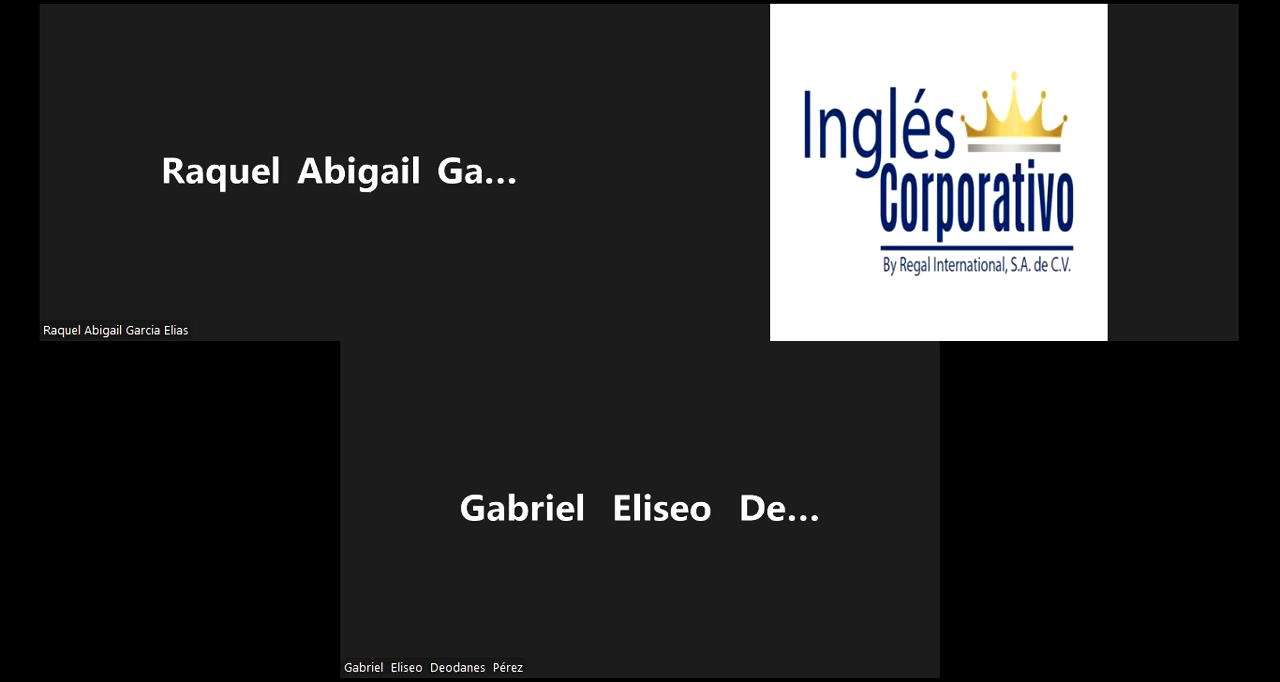 Raquel Abigail Ga...
Inglés
Corporativo
By Regal International, S.A. de C.V.
Raquel Abigail Garcia Elias
Gabriel Eliseo De...
Gabriel Eliseo Deodanes Pérez